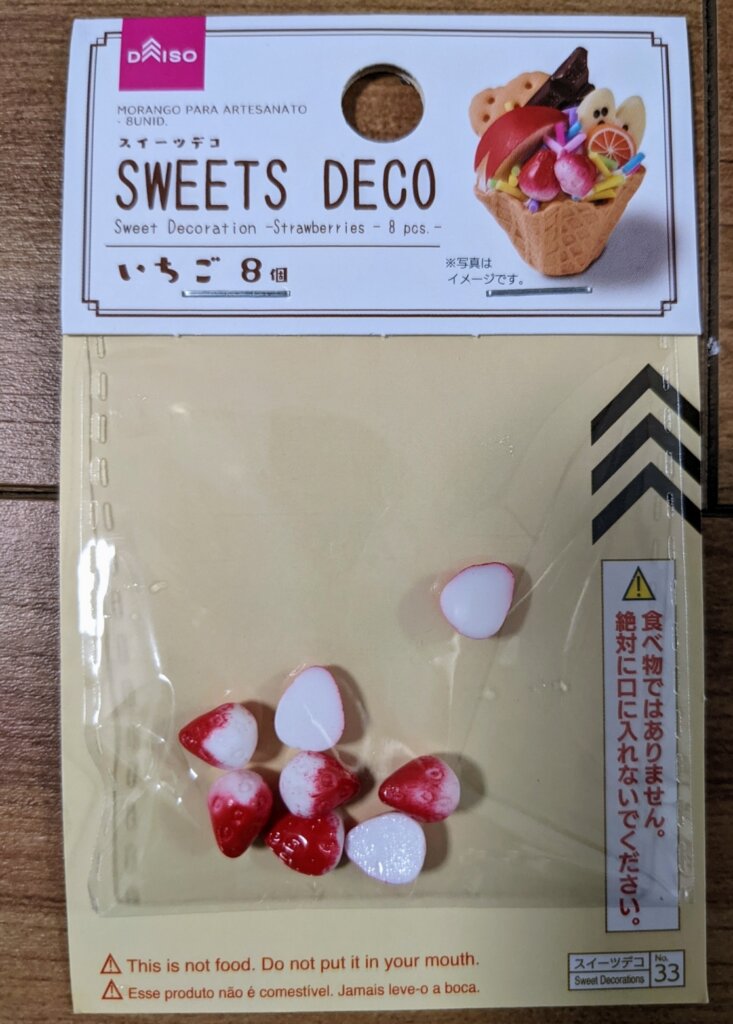 DAISO
MORANGO PARA ARTESANATO
- 8UNID.
スイーツデコ
SWEETS DECO
Sweet Decoration -Strawberries - 8 pcs. -
いちご 8個
※写真は
イメージです。
食べ物ではありません。
絶対に口に入れないでください。
This is not food. Do not put it in your mouth.
Esse produto não é comestível. Jamais leve-o a boca.
スイーツデコ
Sweet Decorations
No.
33